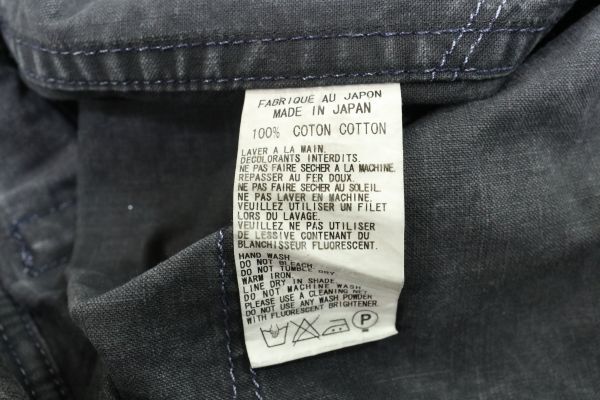 FABRIQUE AU JAPON
MADE IN JAPAN
100% COTON COTTON
LAVER A LA MAIN.
DECOLORANTS INTERDITS.
NE PAS FAIRE SECHER A LA MACHINE.
REPASSER AU FER DOUX.
NE PAS FAIRE SECHER AU SOLEIL.
NE PAS LAVER EN MACHINE.
VEUILLEZ UTILISER UN FILET
LORS DU LAVAGE.
VEUILLEZ NE PAS UTILISER
DE LESSIVE CONTENANT DU
BLANCHISSEUR FLUORESCENT.
HAND WASH
DO NOT BLEACH.
DO NOT TUMBLE DRY
WARM IRON.
LINE DRY IN SHADE
DO NOT MACHINE WASH
PLEASE USE A CLEANING NET.
DO NOT USE ANY WASH POWDER
WITH FLUORESCENT BRIGHTENER.
P